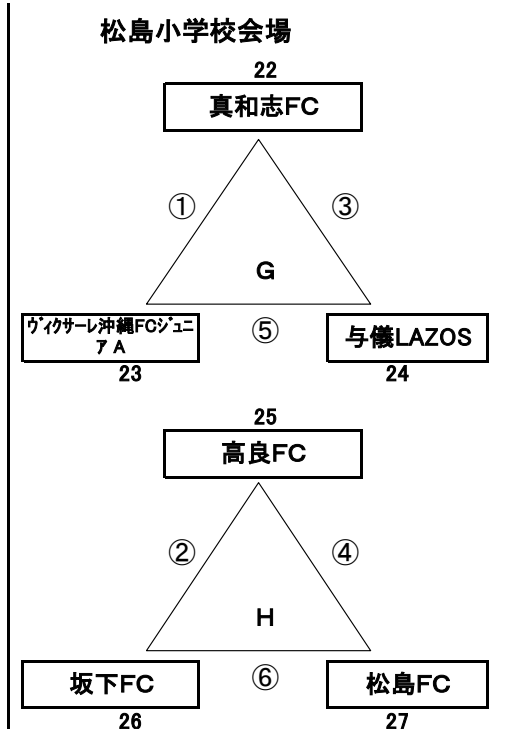 松島小学校会場
22
真和志FC
①
③
G
ヴィクサーレ沖縄FCジュニ
ア A
⑤
与儀LAZOS
23
24
25
高良FC
②
④
H
坂下FC
⑥
松島FC
26
27